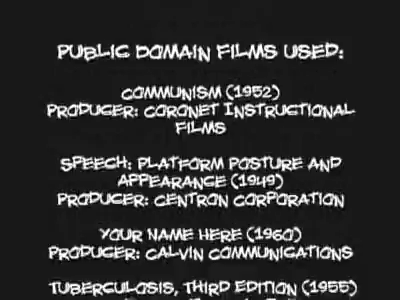 PUBLIC DOMAIN FILMS USED:
COMMUNISM (1952)
PRODUCER: CORONET INSTRUCTIONAL
FILMS
SPEECH: PLATFORM POSTURE AND
APPEARANCE (1949)
PRODUCER: CENTRON CORPORATION
YOUR NAME HERE (1960)
PRODUCER: CALVIN COMMUNICATIONS
TUBERCULOSIS, THIRD EDITION (1955)